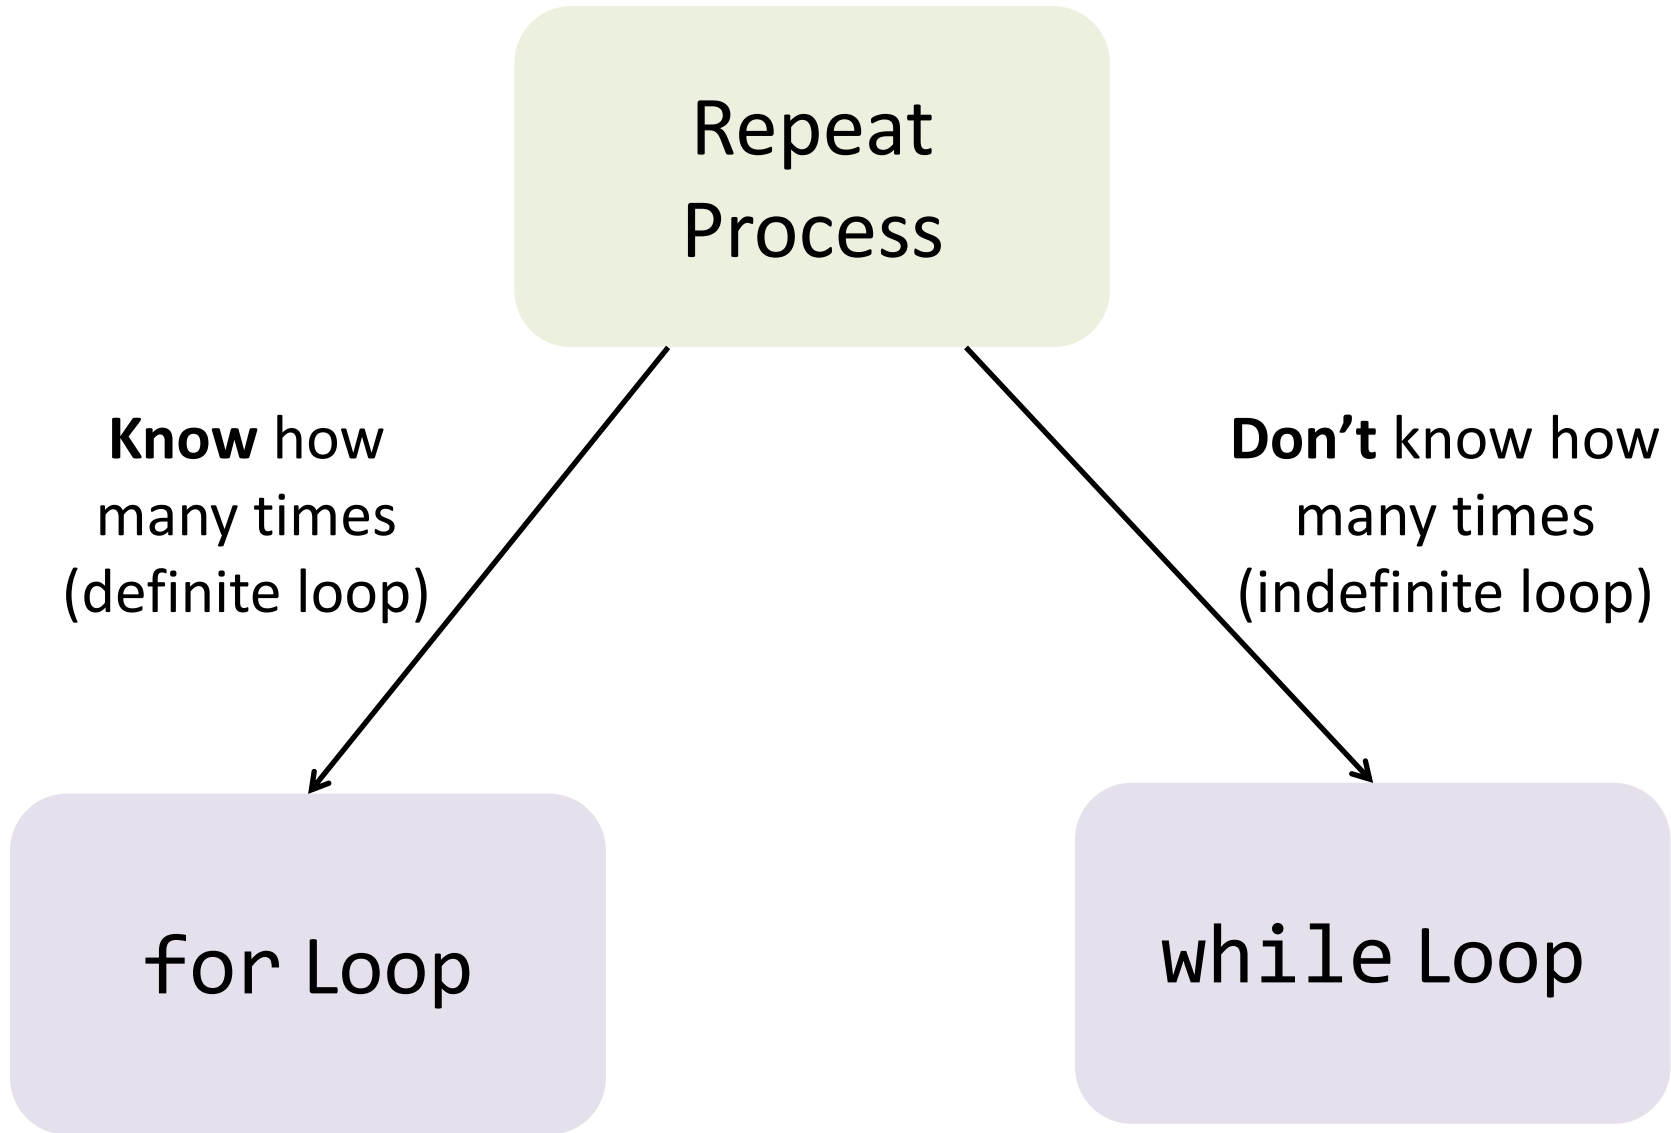 Repeat
Process
Know how
many times
(definite loop)
Don’t know how
many times
(indefinite loop)
for Loop
while Loop